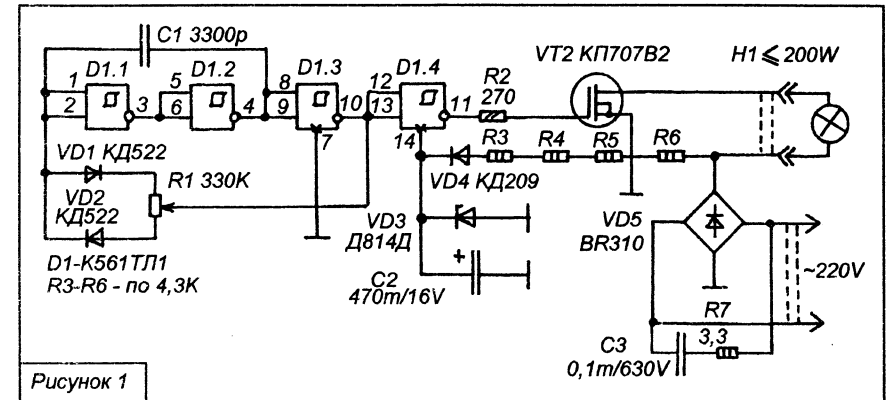 C1 3300p
D1.1
D1.2
D1.3
D1.4
VT2 КП707В2
H1 ⩽ 200W
1
2
3
5
6
4
8
9
10
12
13
11
R2
270
7
14
R3
R4
R5
R6
VD1 КД522
VD2
КД522
R1 330K
VD4 КД209
VD3
Д814Д
VD5
BR310
D1-К561ТЛ1
R3-R6 - по 4,3К
+
C2
470m/16V
~220V
R7
3,3
C3
0,1m/630V
Рисунок 1